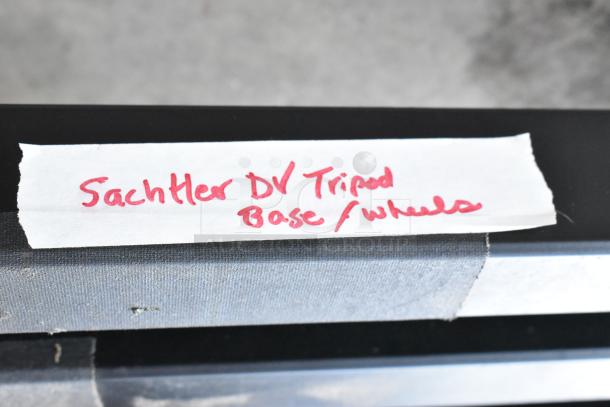 Sachtler DV Tripod
Base / Wheels